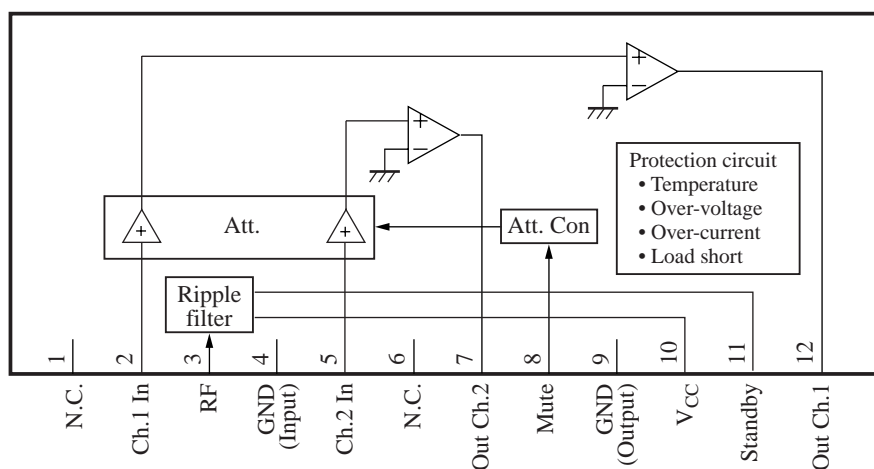 +
−
+
−
Protection circuit
• Temperature
• Over-voltage
• Over-current
• Load short
+
Att.
+
Att. Con
Ripple
filter
1
2
3
4
5
6
7
8
9
10
11
12
N.C.
Ch.1 In
RF
GND
(Input)
Ch.2 In
N.C.
Out Ch.2
Mute
GND
(Output)
VCC
Standby
Out Ch.1